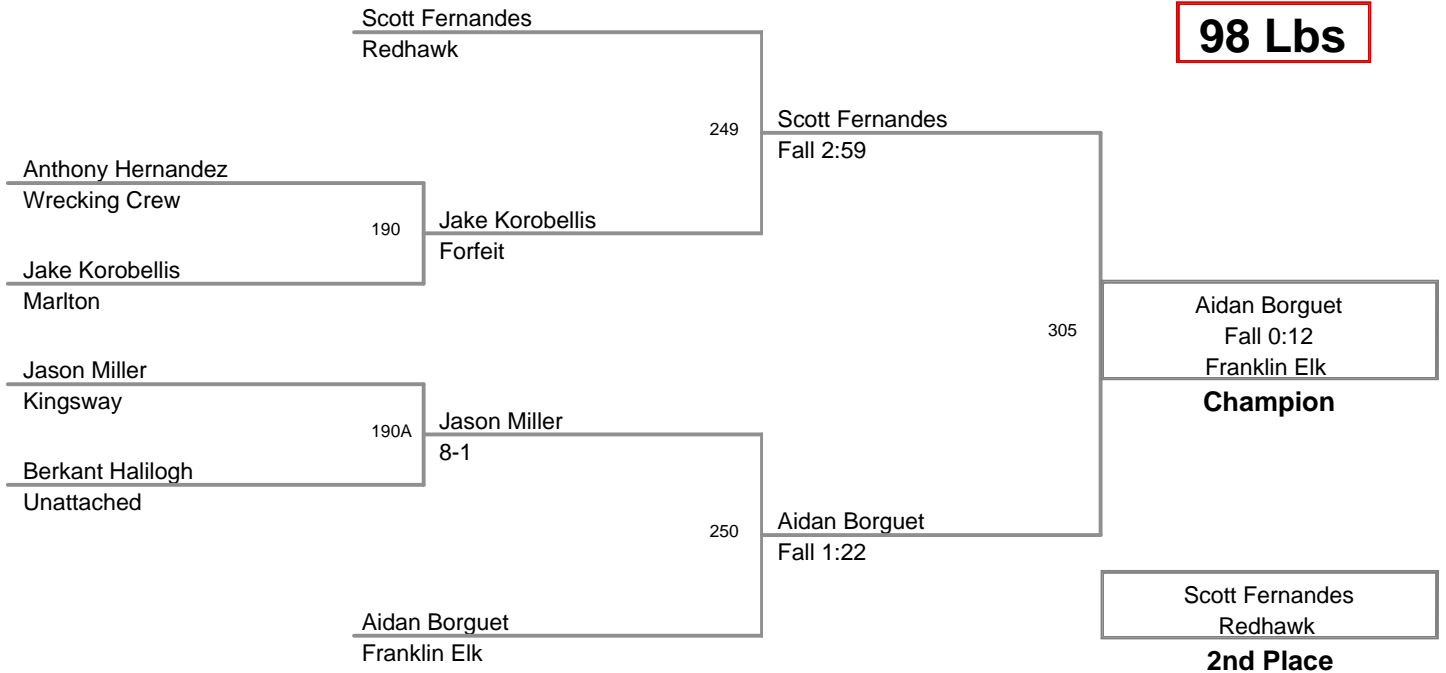 Scott Fernandes
Redhawk
98 Lbs
249
Scott Fernandes
Fall 2:59
Anthony Hernandez
Wrecking Crew
190
Jake Korobellis
Forfeit
Jake Korobellis
Marlton
305
Aidan Borguet
Fall 0:12
Franklin Elk
Champion
Jason Miller
Kingsway
190A
Jason Miller
8-1
Berkant Halilogh
Unattached
250
Aidan Borguet
Fall 1:22
Aidan Borguet
Franklin Elk
Scott Fernandes
Redhawk
2nd Place